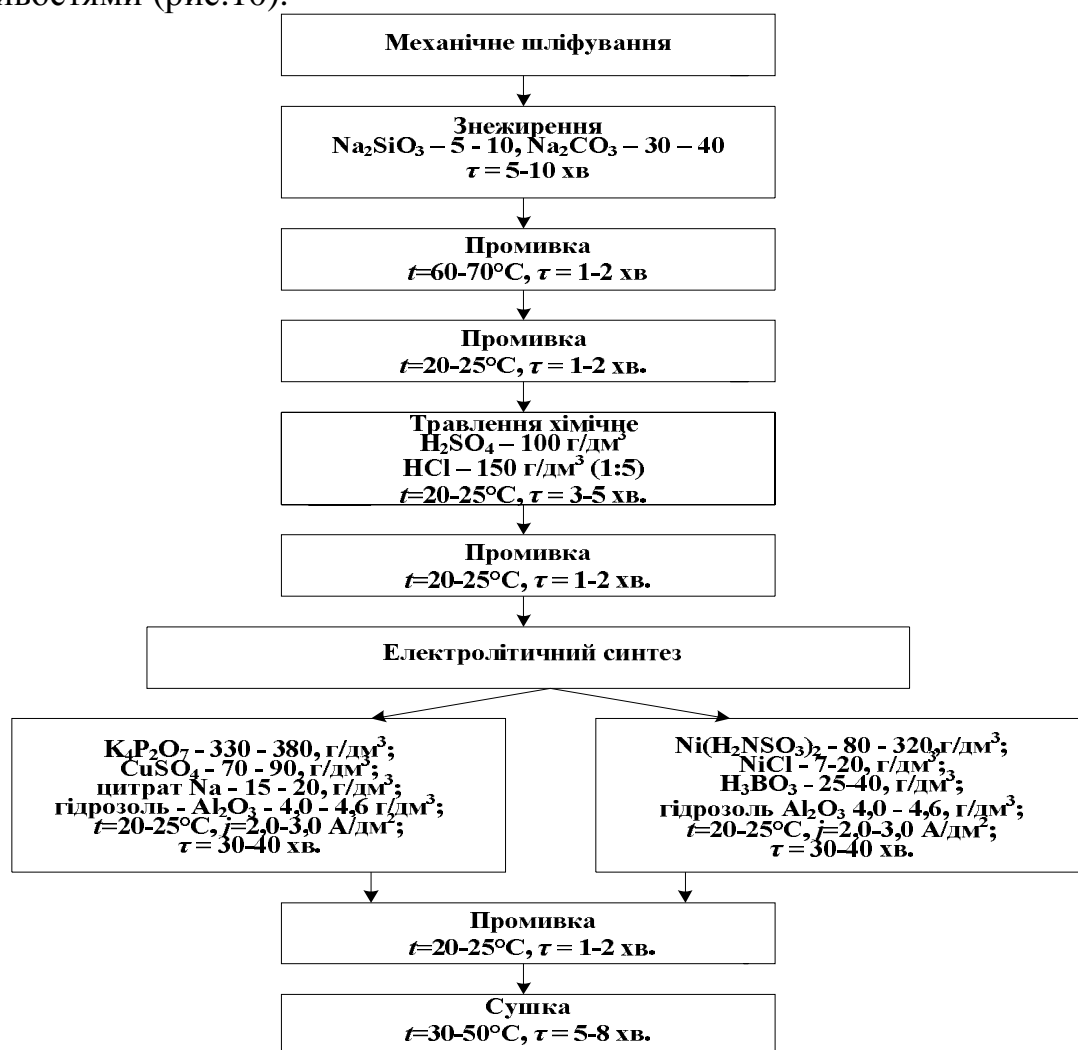 ивостями (рис.16).
Механічне шліфування
Знежирення
Na₂SiO₃ – 5 - 10, Na₂CO₃ – 30 – 40
τ = 5-10 хв
Промивка
t=60-70°C, τ = 1-2 хв
Промивка
t=20-25°C, τ = 1-2 хв.
Травлення хімічне
H₂SO₄ – 100 г/дм³
HCl – 150 г/дм³ (1:5)
t=20-25°C, τ = 3-5 хв.
Промивка
t=20-25°C, τ = 1-2 хв.
Електролітичний синтез
K₄P₂O₇ - 330 - 380, г/дм³;
CuSO₄ - 70 - 90, г/дм³;
цитрат Na - 15 - 20, г/дм³;
гідрозоль - Al₂O₃ - 4,0 – 4,6 г/дм³;
t=20-25°C, j=2,0-3,0 А/дм²;
τ = 30-40 хв.
Ni(H₂NSO₃)₂ - 80 - 320,г/дм³;
NiCl - 7-20, г/дм³;
H₃BO₃ - 25-40, г/дм³;
гідрозоль Al₂O₃ 4,0 - 4,6, г/дм³;
t=20-25°C, j=2,0-3,0 А/дм²;
τ = 30-40 хв.
Промивка
t=20-25°C, τ = 1-2 хв.
Сушка
t=30-50°C, τ = 5-8 хв.